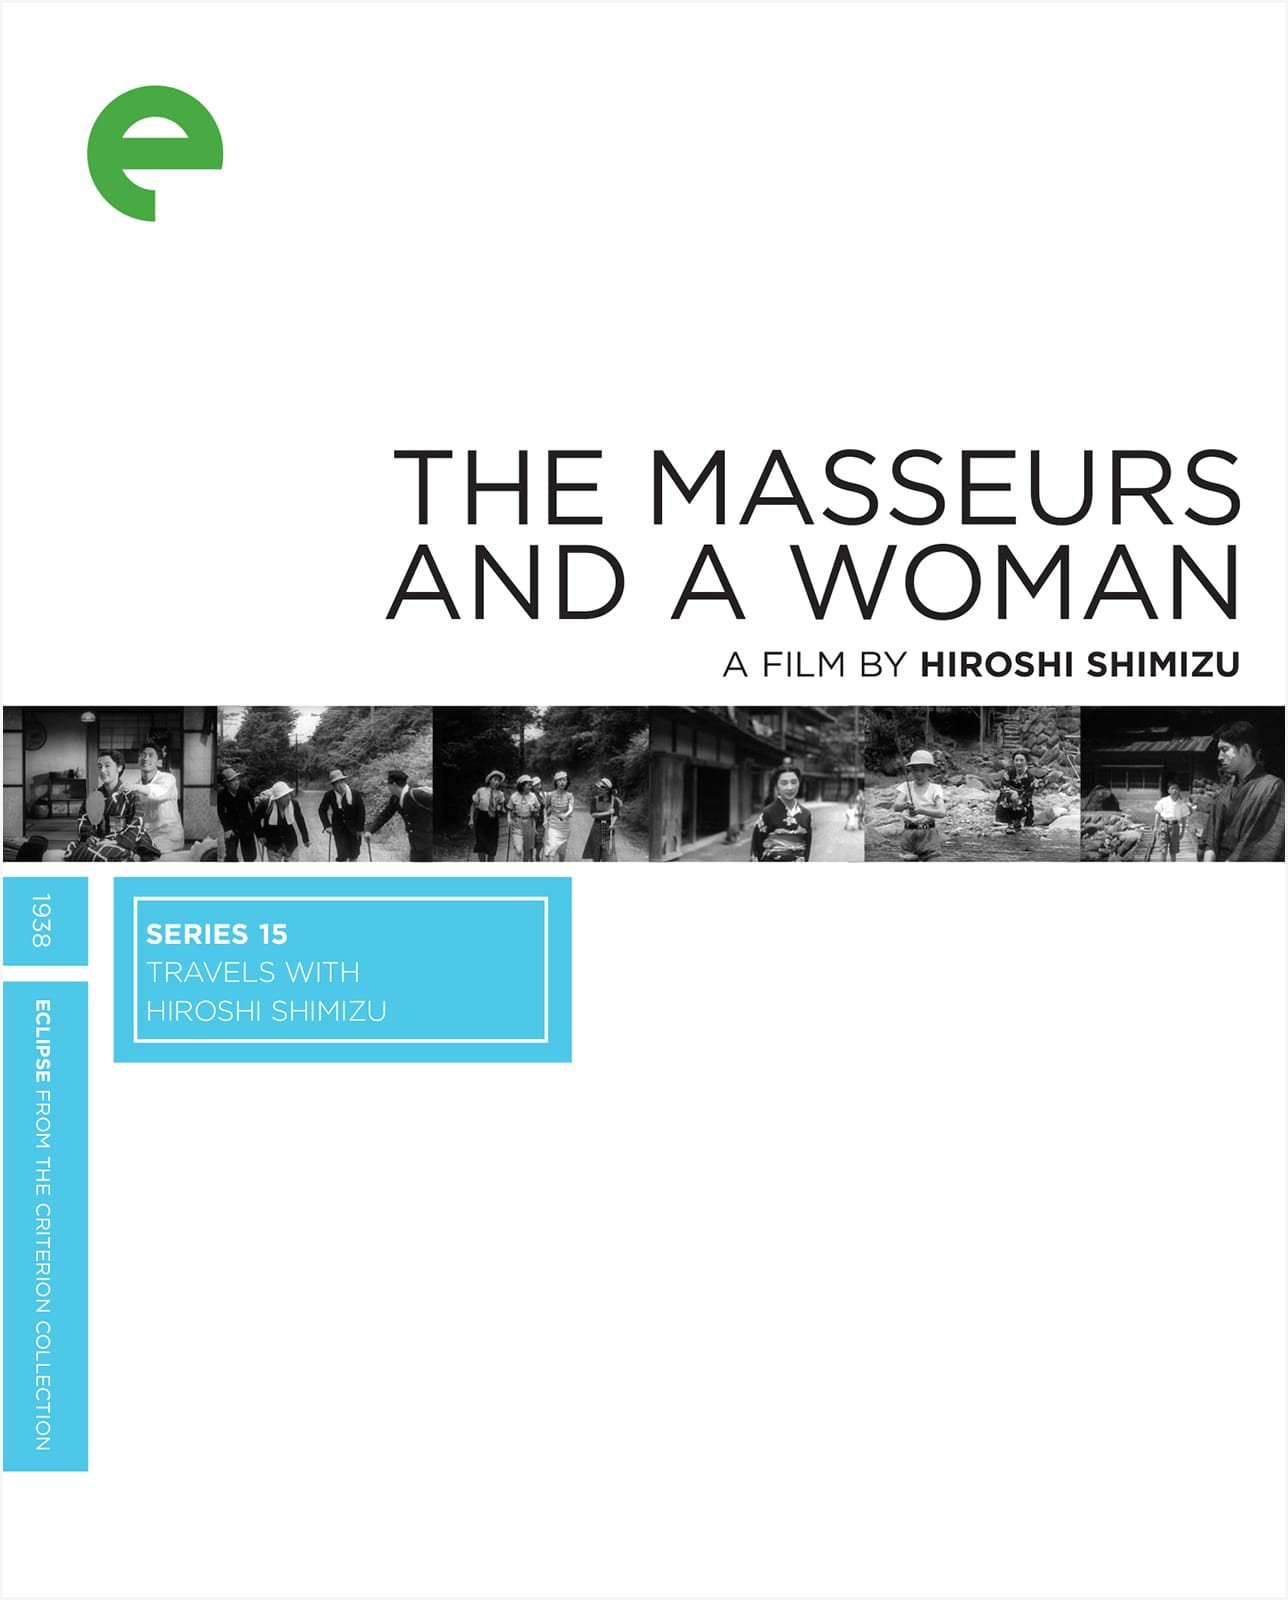 e
THE MASSEURS
AND A WOMAN
A FILM BY HIROSHI SHIMIZU
1938
SERIES 15
TRAVELS WITH
HIROSHI SHIMIZU
ECLIPSE FROM THE CRITERION COLLECTION